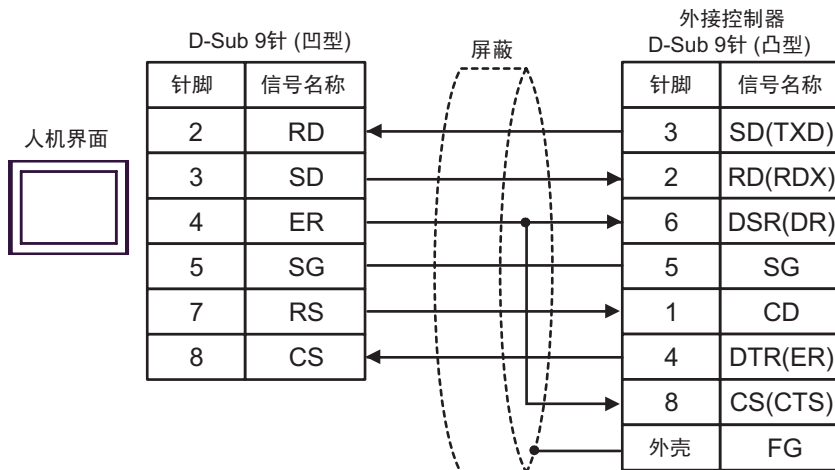 外接控制器
D-Sub 9针 (凹型)
D-Sub 9针 (凸型)
屏蔽
人机界面
针脚 信号名称 针脚 信号名称
2 RD 3 SD(TXD)
3 SD 2 RD(RDX)
4 ER 6 DSR(DR)
5 SG 5 SG
7 RS 1 CD
8 CS 4 DTR(ER)
8 CS(CTS)
外壳 FG